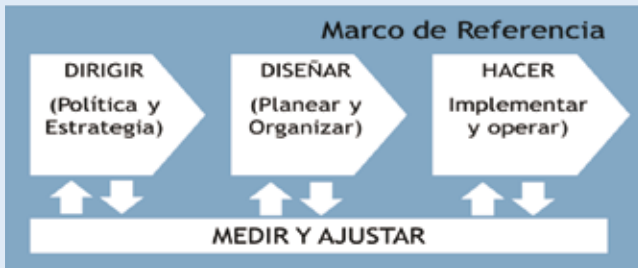 Marco de Referencia
DIRIGIR
(Política y
Estrategia)
DISEÑAR
(Planear y
Organizar)
HACER
Implementar
y operar)
MEDIR Y AJUSTAR